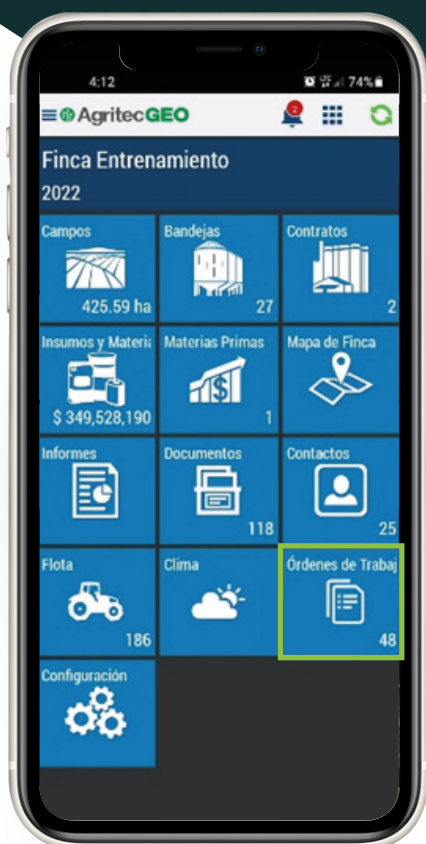 4:12
74%
AgritecGEO
2
Finca Entrenamiento
2022
Campos
425.59 ha
Bandejas
27
Contratos
2
Insumos y Materia
$ 349,528,190
Materias Primas
1
Mapa de Finca
Informes
Documentos
118
Contactos
25
Flota
186
Clima
Órdenes de Trabaj
48
Configuración